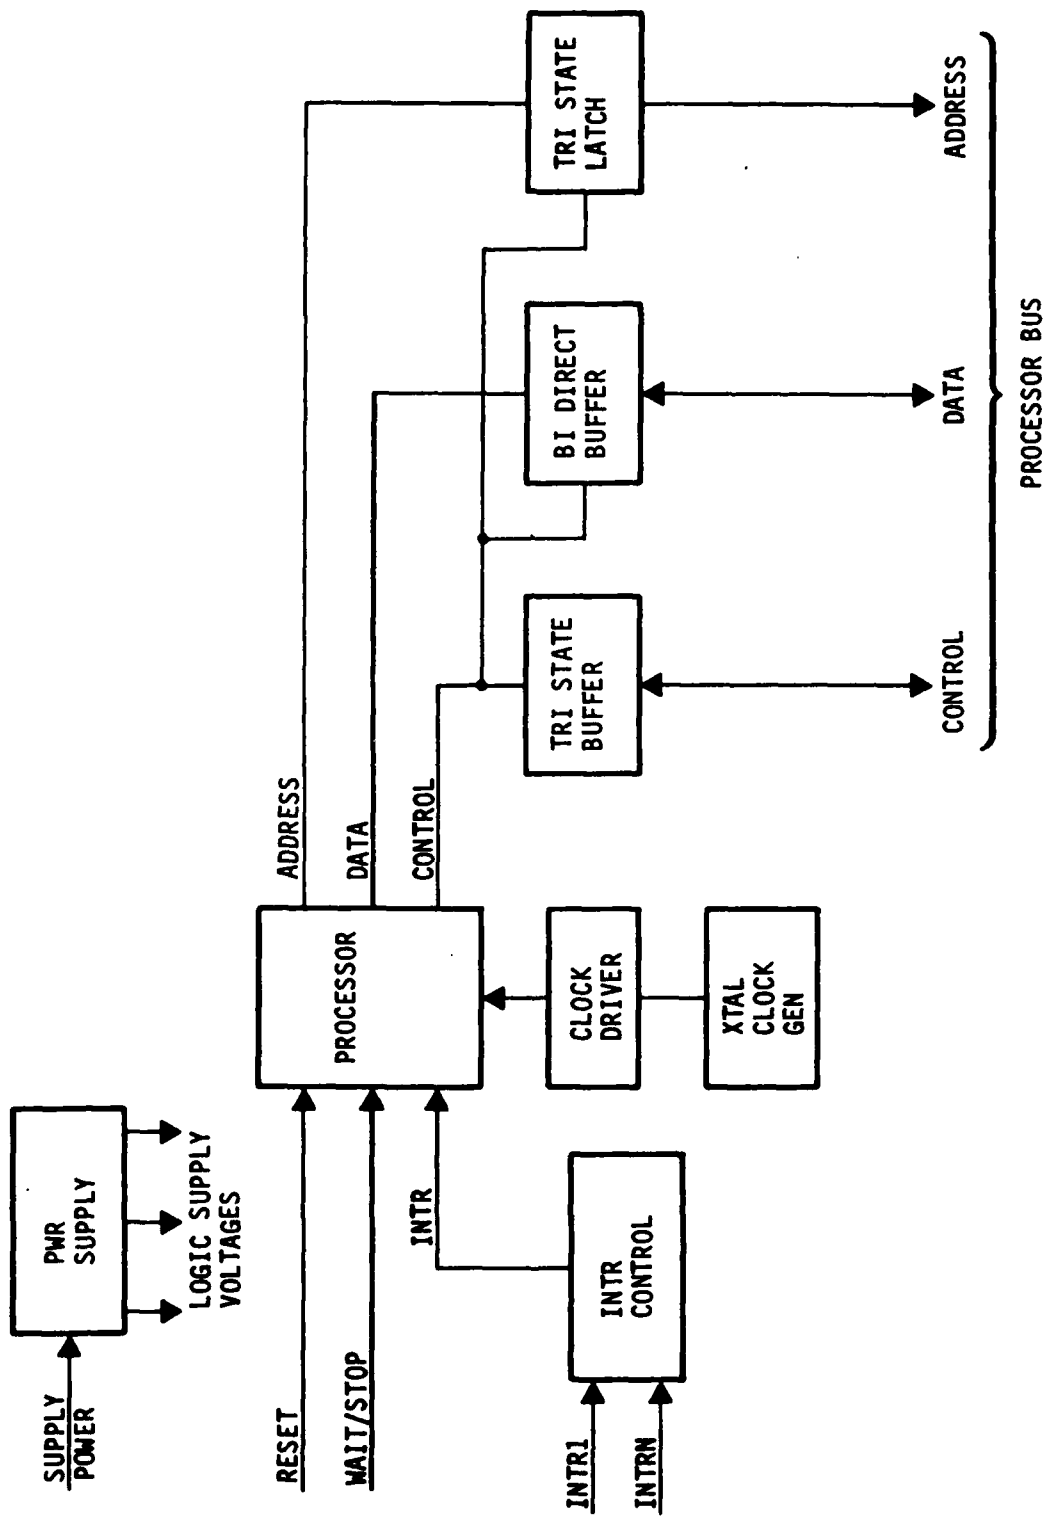 SUPPLY
POWER
PWR
SUPPLY
LOGIC SUPPLY
VOLTAGES
RESET
WAIT/STOP
INTR
INTR1
INTRN
INTR
CONTROL
PROCESSOR
CLOCK
DRIVER
XTAL
CLOCK
GEN
ADDRESS
DATA
CONTROL
TRI STATE
BUFFER
BI DIRECT
BUFFER
TRI STATE
LATCH
CONTROL
DATA
ADDRESS
PROCESSOR BUS